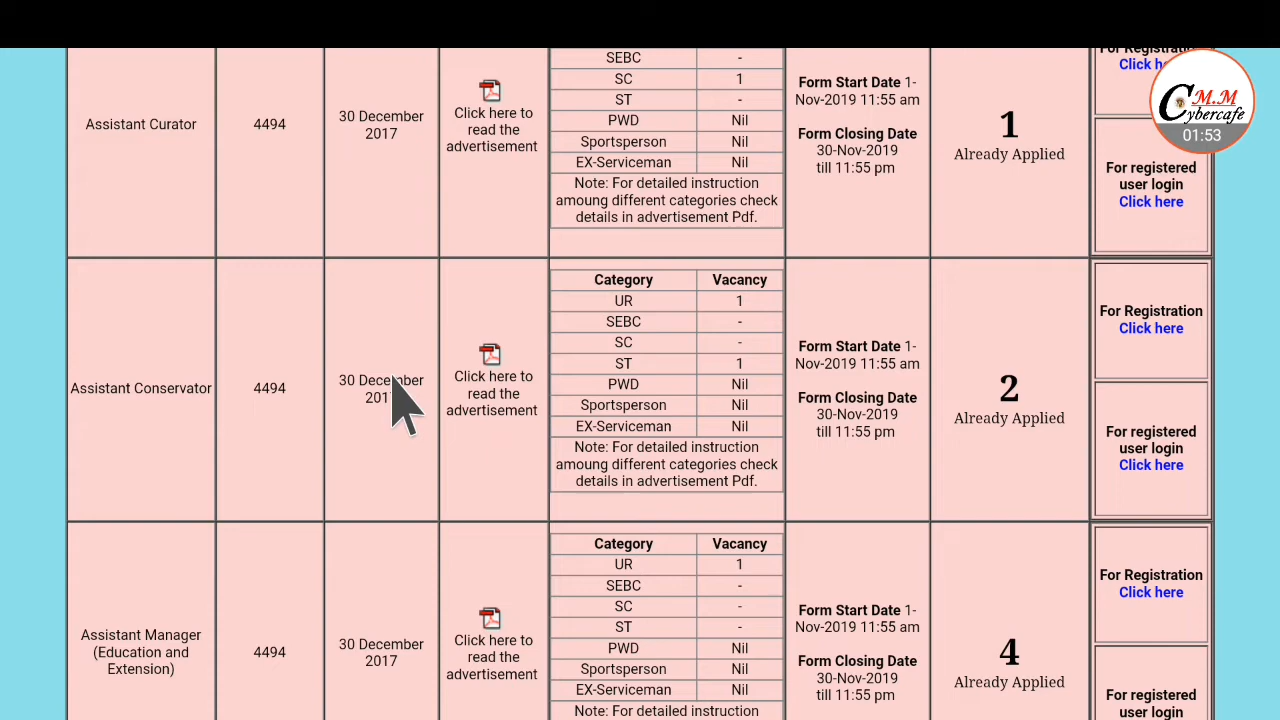 SEBC -
SC 1
ST -
PWD Nil
Sportsperson Nil
EX-Serviceman Nil
Note: For detailed instruction
amoung different categories check
details in advertisement Pdf.
Assistant Curator
4494
30 December
2017
Click here to
read the
advertisement
Form Start Date 1-
Nov-2019 11:55 am
Form Closing Date
30-Nov-2019
till 11:55 pm
1
Already Applied
For Registration
Click he
For registered
user login
Click here
C M.M
Cybercafe
01:53
Assistant Conservator
4494
30 December
2017
Click here to
read the
advertisement
Category Vacancy
UR 1
SEBC -
SC -
ST 1
PWD Nil
Sportsperson Nil
EX-Serviceman Nil
Note: For detailed instruction
amoung different categories check
details in advertisement Pdf.
Form Start Date 1-
Nov-2019 11:55 am
Form Closing Date
30-Nov-2019
till 11:55 pm
2
Already Applied
For Registration
Click here
For registered
user login
Click here
Assistant Manager
(Education and
Extension)
4494
30 December
2017
Click here to
read the
advertisement
Category Vacancy
UR 1
SEBC -
SC -
ST -
PWD Nil
Sportsperson Nil
EX-Serviceman Nil
Note: For detailed instruction
Form Start Date 1-
Nov-2019 11:55 am
Form Closing Date
30-Nov-2019
till 11:55 pm
4
Already Applied
For Registration
Click here
For registered
user login